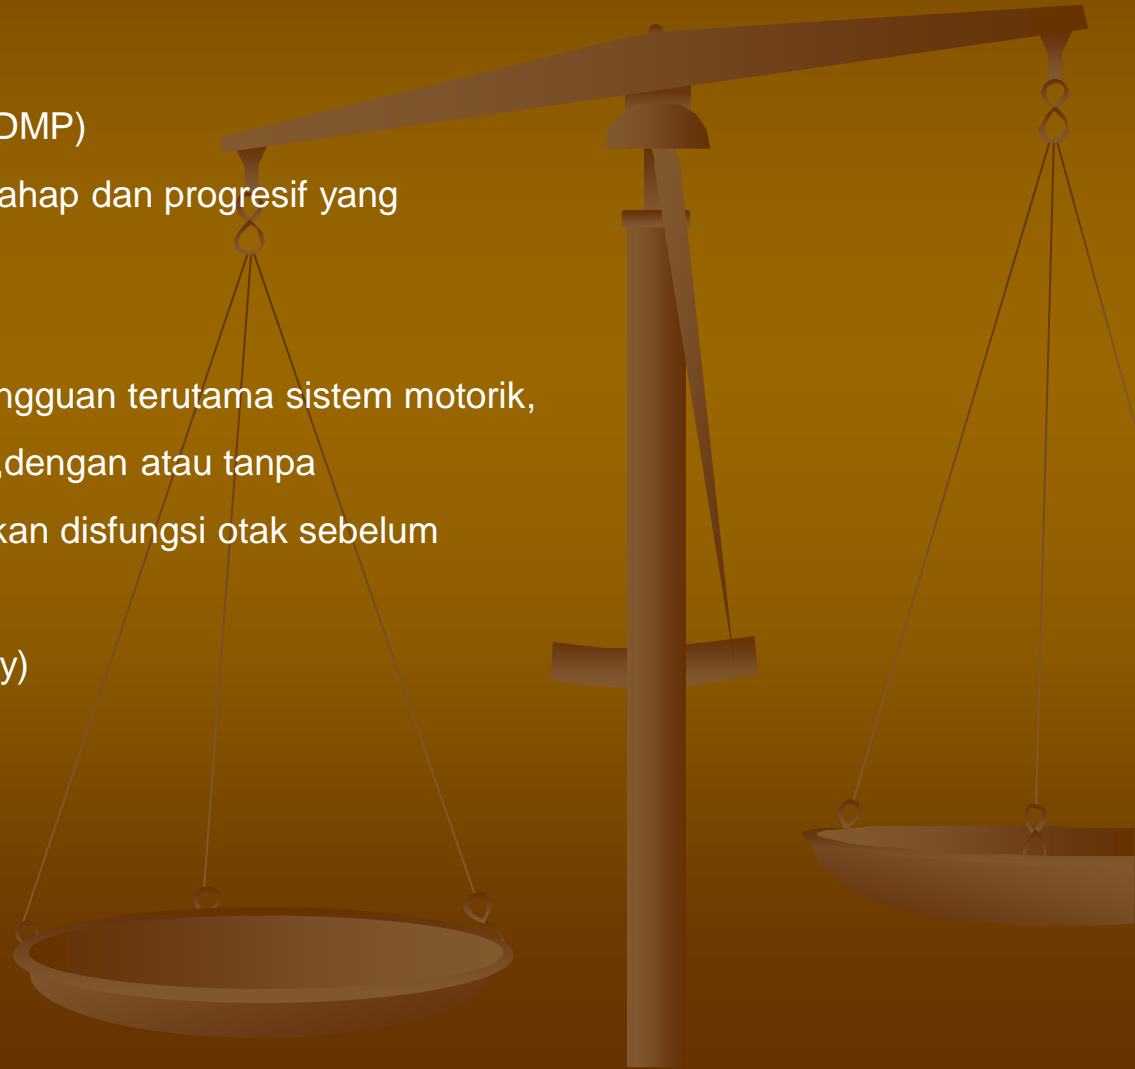 DMP)
ahap dan progresif yang
ngguan terutama sistem motorik,
,dengan atau tanpa
kan disfungsi otak sebelum
y)